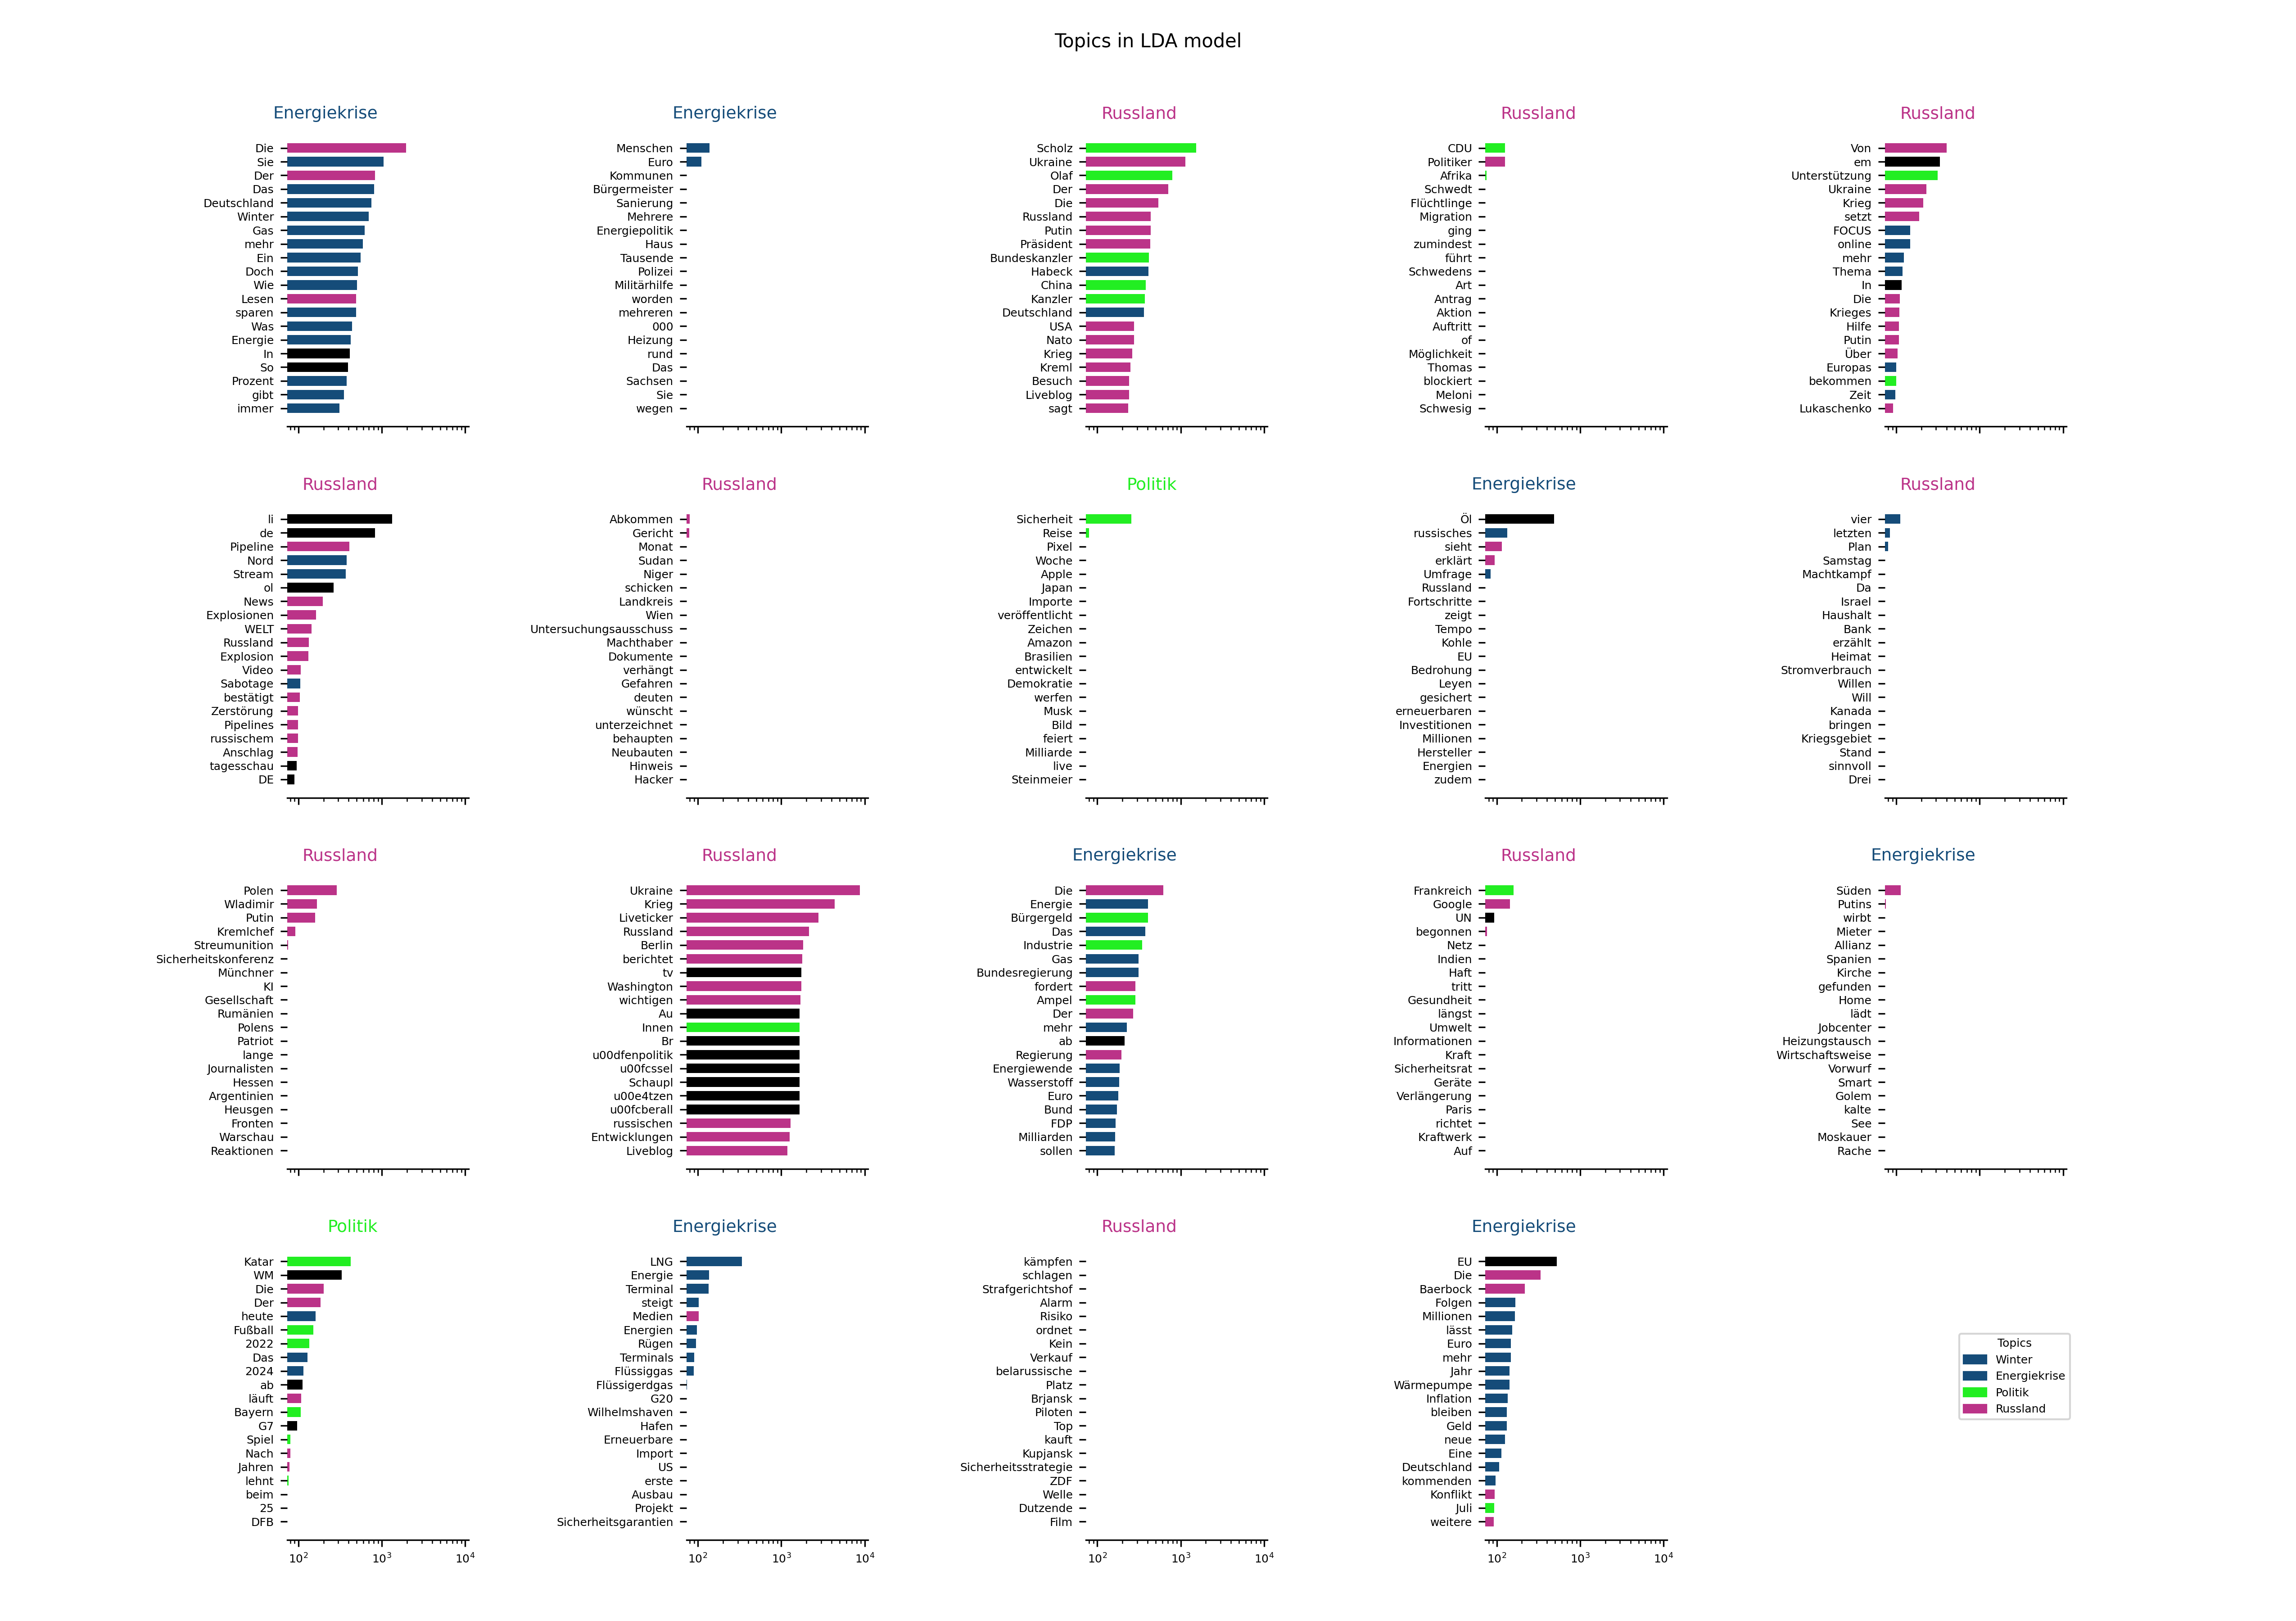 Topics in LDA model
Energiekrise
Die
Sie
Der
Das
Deutschland
Winter
Gas
mehr
Ein
Doch
Wie
Lesen
sparen
Was
Energie
In
So
Prozent
gibt
immer
Energiekrise
Menschen
Euro
Kommunen
Bürgermeister
Sanierung
Mehrere
Energiepolitik
Haus
Tausende
Polizei
Militärhilfe
worden
mehreren
000
Heizung
rund
Das
Sachsen
Sie
wegen
Russland
Scholz
Ukraine
Olaf
Der
Die
Russland
Putin
Präsident
Bundeskanzler
Habeck
China
Kanzler
Deutschland
USA
Nato
Krieg
Kreml
Besuch
Liveblog
sagt
Russland
CDU
Politiker
Afrika
Schwedt
Flüchtlinge
Migration
ging
zumindest
führt
Schwedens
Art
Antrag
Aktion
Auftritt
of
Möglichkeit
Thomas
blockiert
Meloni
Schwesig
Russland
Von
em
Unterstützung
Ukraine
Krieg
setzt
FOCUS
online
mehr
Thema
In
Die
Krieges
Hilfe
Putin
Über
Europas
bekommen
Zeit
Lukaschenko
Russland
li
de
Pipeline
Nord
Stream
ol
News
Explosionen
WELT
Russland
Explosion
Video
Sabotage
bestätigt
Zerstörung
Pipelines
russischem
Anschlag
tagesschau
DE
Russland
Abkommen
Gericht
Monat
Sudan
Niger
schicken
Landkreis
Wien
Untersuchungsausschuss
Machthaber
Dokumente
verhängt
Gefahren
deuten
wünscht
unterzeichnet
behaupten
Neubauten
Hinweis
Hacker
Politik
Sicherheit
Reise
Pixel
Woche
Apple
Japan
Importe
veröffentlicht
Zeichen
Amazon
Brasilien
entwickelt
Demokratie
werfen
Musk
Bild
feiert
Milliarde
live
Steinmeier
Energiekrise
Öl
russisches
sieht
erklärt
Umfrage
Russland
Fortschritte
zeigt
Tempo
Kohle
EU
Bedrohung
Leyen
gesichert
erneuerbaren
Investitionen
Millionen
Hersteller
Energien
zudem
Russland
vier
letzten
Plan
Samstag
Machtkampf
Da
Israel
Haushalt
Bank
erzählt
Heimat
Stromverbrauch
Willen
Will
Kanada
bringen
Kriegsgebiet
Stand
sinnvoll
Drei
Russland
Polen
Wladimir
Putin
Kremlchef
Streumunition
Sicherheitskonferenz
Münchner
KI
Gesellschaft
Rumänien
Polens
Patriot
lange
Journalisten
Hessen
Argentinien
Heusgen
Fronten
Warschau
Reaktionen
Russland
Ukraine
Krieg
Liveticker
Russland
Berlin
berichtet
tv
Washington
wichtigen
Au
Innen
Br
u00dfenpolitik
u00fcssel
Schaupl
u00e4tzen
u00fcberall
russischen
Entwicklungen
Liveblog
Energiekrise
Die
Energie
Bürgergeld
Das
Industrie
Gas
Bundesregierung
fordert
Ampel
Der
mehr
ab
Regierung
Energiewende
Wasserstoff
Euro
Bund
FDP
Milliarden
sollen
Russland
Frankreich
Google
UN
begonnen
Netz
Indien
Haft
tritt
Gesundheit
längst
Umwelt
Informationen
Kraft
Sicherheitsrat
Geräte
Verlängerung
Paris
richtet
Kraftwerk
Auf
Energiekrise
Süden
Putins
wirbt
Mieter
Allianz
Spanien
Kirche
gefunden
Home
lädt
Jobcenter
Heizungstausch
Wirtschaftsweise
Vorwurf
Smart
Golem
kalte
See
Moskauer
Rache
Politik
Katar
WM
Die
Der
heute
Fußball
2022
Das
2024
ab
läuft
Bayern
G7
Spiel
Nach
Jahren
lehnt
beim
25
DFB
10² 10³ 10⁴
Energiekrise
LNG
Energie
Terminal
steigt
Medien
Energien
Rügen
Terminals
Flüssiggas
Flüssigerdgas
G20
Wilhelmshaven
Hafen
Erneuerbare
Import
US
erste
Ausbau
Projekt
Sicherheitsgarantien
10² 10³ 10⁴
Russland
kämpfen
schlagen
Strafgerichtshof
Alarm
Risiko
ordnet
Kein
Verkauf
belarussische
Platz
Brjansk
Piloten
Top
kauft
Kupjansk
Sicherheitsstrategie
ZDF
Welle
Dutzende
Film
10² 10³ 10⁴
Energiekrise
EU
Die
Baerbock
Folgen
Millionen
lässt
Euro
mehr
Jahr
Wärmepumpe
Inflation
bleiben
Geld
neue
Eine
Deutschland
kommenden
Konflikt
Juli
weitere
10² 10³ 10⁴
Topics
Winter
Energiekrise
Politik
Russland